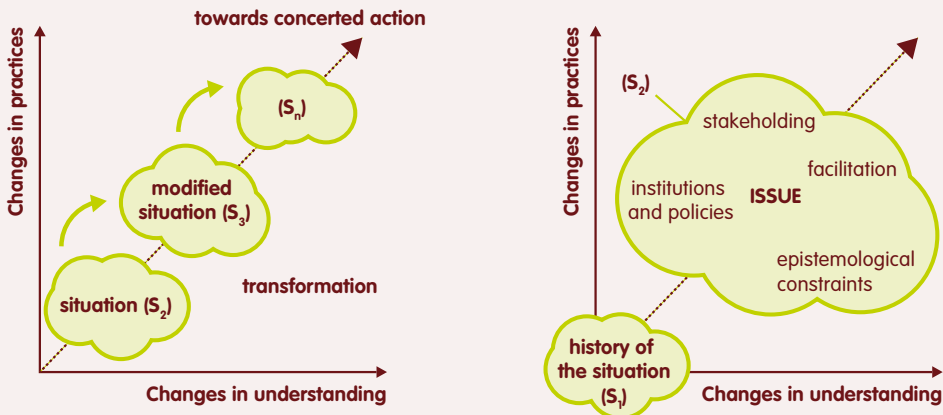 towards concerted action
Changes in practices
(Sₙ)
modified
situation (S₃)
transformation
situation (S₂)
Changes in understanding
Changes in practices
(S₂)
stakeholding
facilitation
institutions
and policies
ISSUE
epistemological
constraints
history of
the situation
(S₁)
Changes in understanding